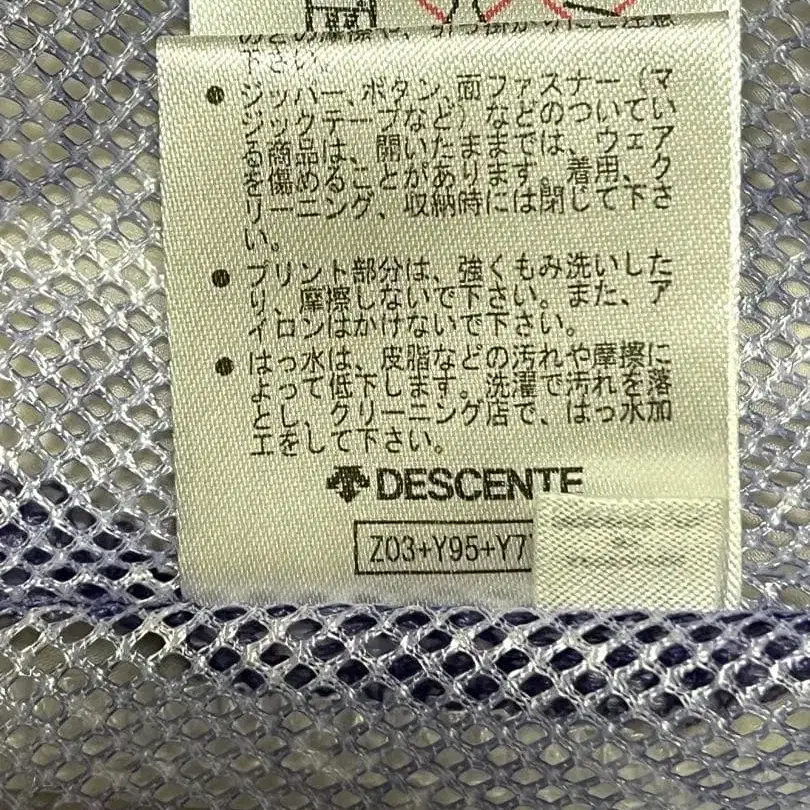 下さい。
● ジッパー、ボタン、面ファスナー（マ
ジックテープなど）などのついてい
る商品は、開いたままでは、ウェア
を傷めることがあります。着用、ク
リーニング、収納時には閉じて下さ
い。
● プリント部分は、強くもみ洗いした
り、摩擦しないで下さい。また、ア
イロンはかけないで下さい。
● はっ水は、皮脂などの汚れや摩擦に
よって低下します。洗濯で汚れを落
とし、クリーニング店で、はっ水加
工をして下さい。
DESCENTE
Z03+Y95+Y7